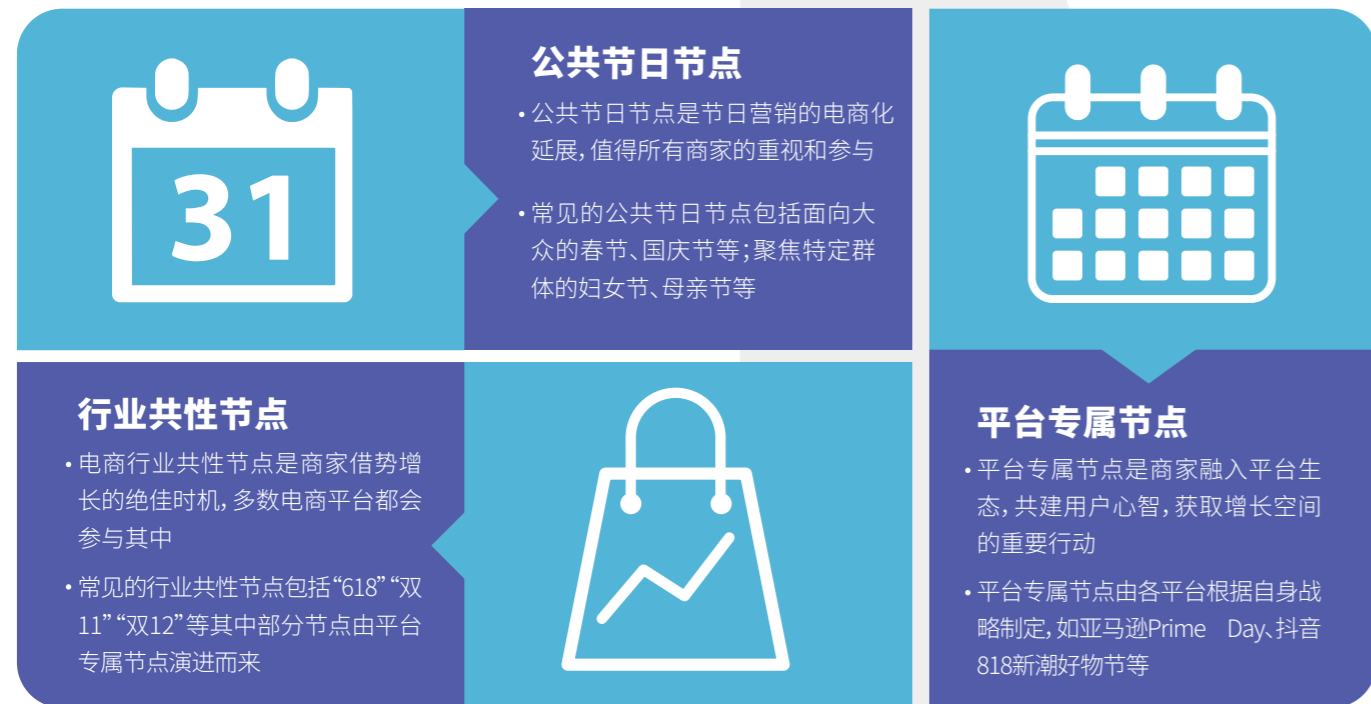 31
公共节日节点
• 公共节日节点是节日营销的电商化
延展,值得所有商家的重视和参与
• 常见的公共节日节点包括面向大
众的春节、国庆节等;聚焦特定群
体的妇女节、母亲节等
行业共性节点
• 电商行业共性节点是商家借势增
长的绝佳时机,多数电商平台都会
参与其中
• 常见的行业共性节点包括“618”“双
11”“双12”等其中部分节点由平台
专属节点演进而来
平台专属节点
• 平台专属节点是商家融入平台生
态,共建用户心智,获取增长空间
的重要行动
• 平台专属节点由各平台根据自身战
略制定,如亚马逊Prime Day、抖音
818新潮好物节等